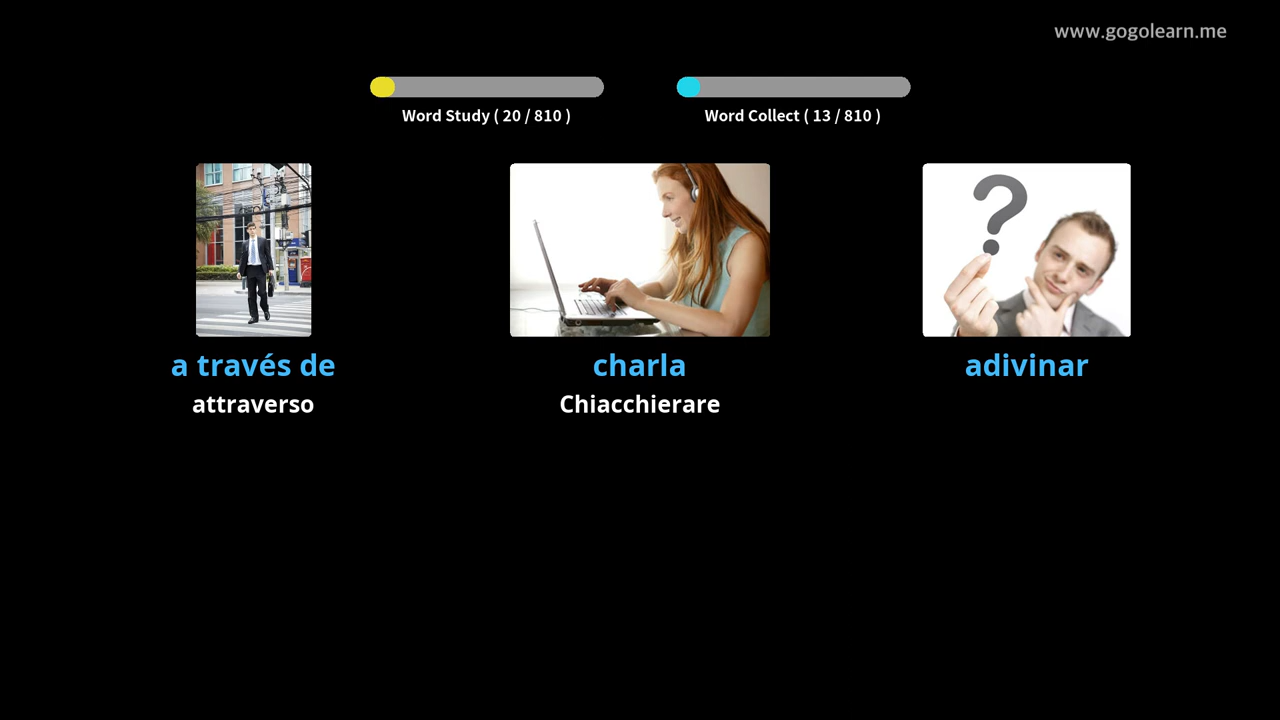 www.gogolearn.me
Word Study ( 20 / 810 )
Word Collect ( 13 / 810 )
a través de
attraverso
charla
Chiacchierare
adivinar